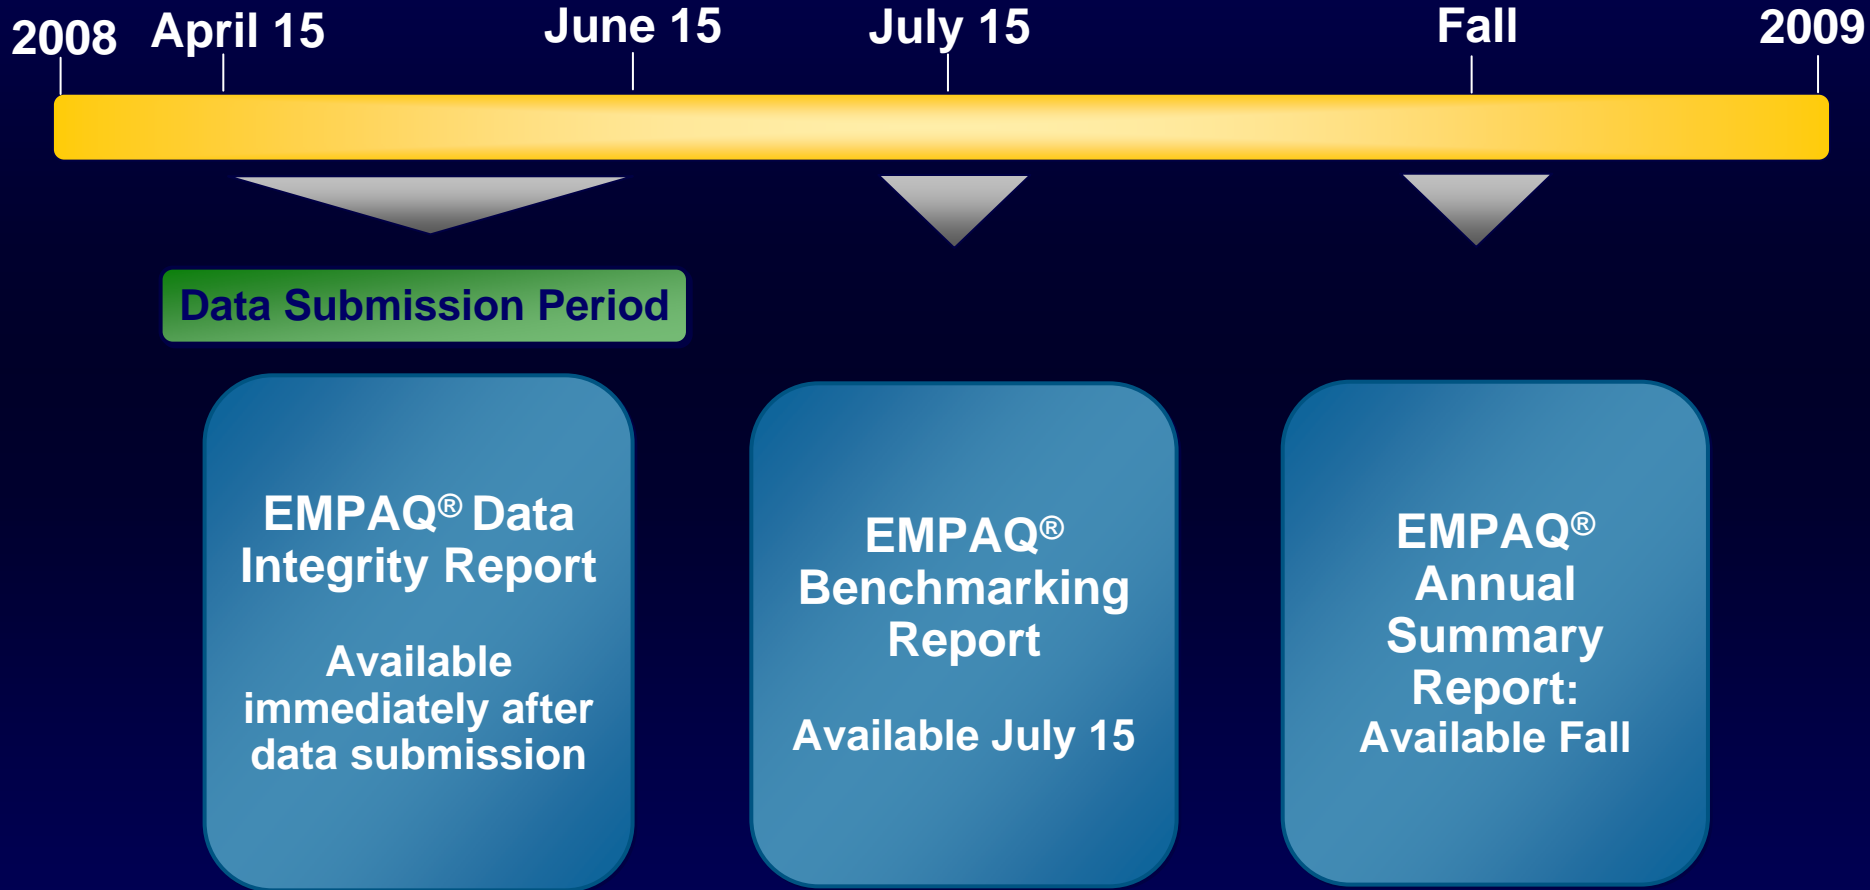 2008 April 15 June 15 July 15 Fall 2009
Data Submission Period
EMPAQ® Data
Integrity Report
Available
immediately after
data submission
EMPAQ®
Benchmarking
Report
Available July 15
EMPAQ®
Annual
Summary
Report:
Available Fall